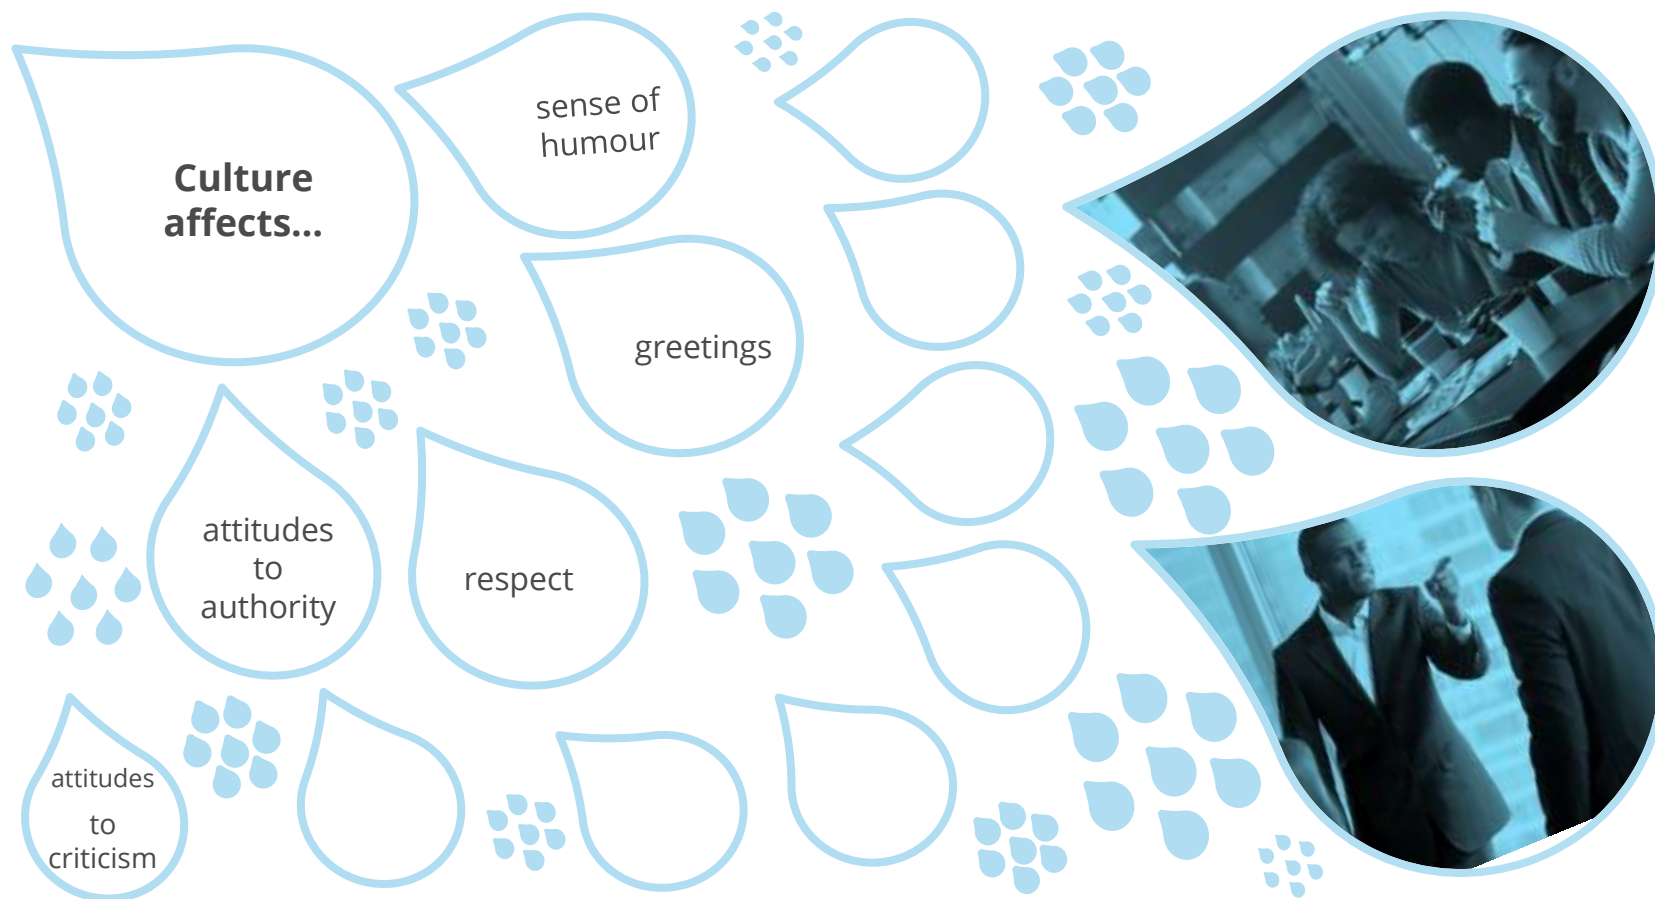 Culture
affects...
sense of
humour
greetings
attitudes
to
authority
respect
attitudes
to
criticism